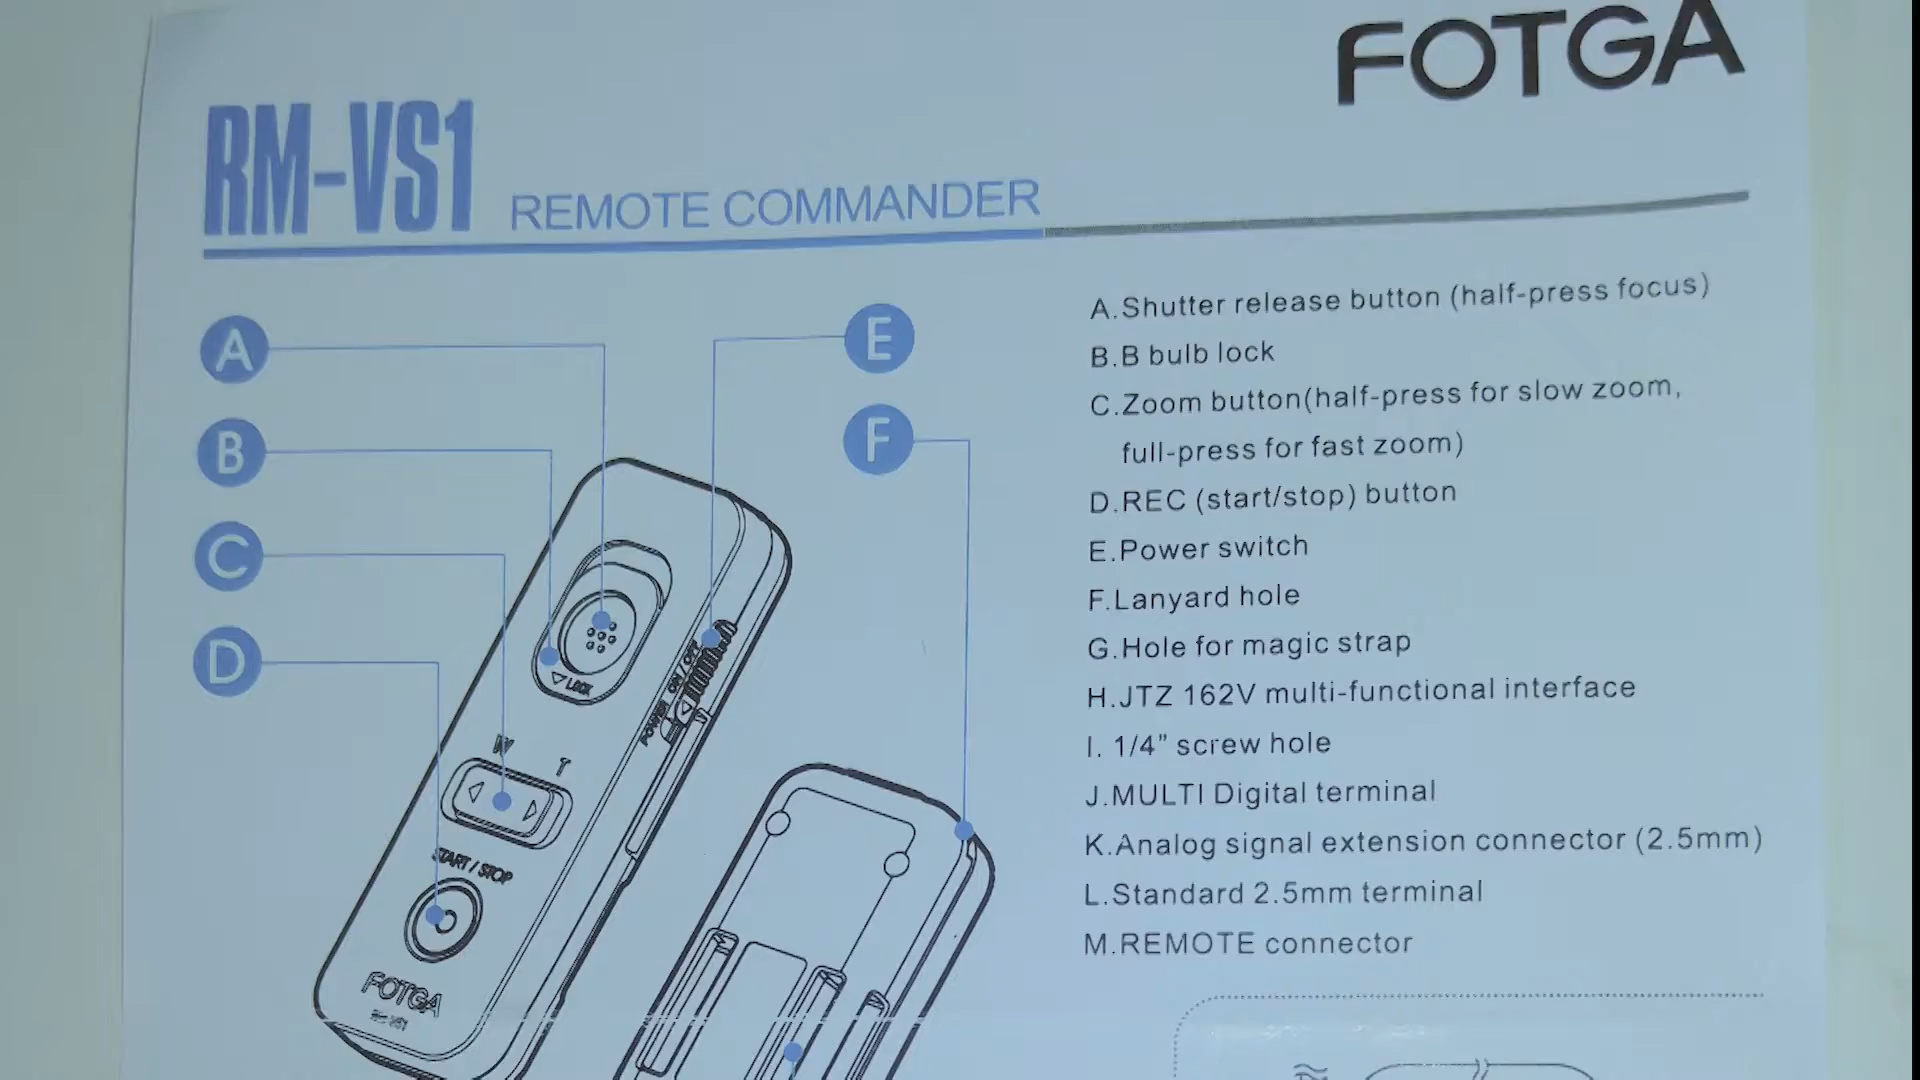 FOTGA
RM-VS1 REMOTE COMMANDER
A
B
C
D
E
F
A.Shutter release button (half-press focus)
B.B bulb lock
C.Zoom button(half-press for slow zoom,
full-press for fast zoom)
D.REC (start/stop) button
E.Power switch
F.Lanyard hole
G.Hole for magic strap
H.JTZ 162V multi-functional interface
I. 1/4” screw hole
J.MULTI Digital terminal
K.Analog signal extension connector (2.5mm)
L.Standard 2.5mm terminal
M.REMOTE connector
LOCK
POWER ON / OFF
W
T
START / STOP
FOTGA
RM-VS1